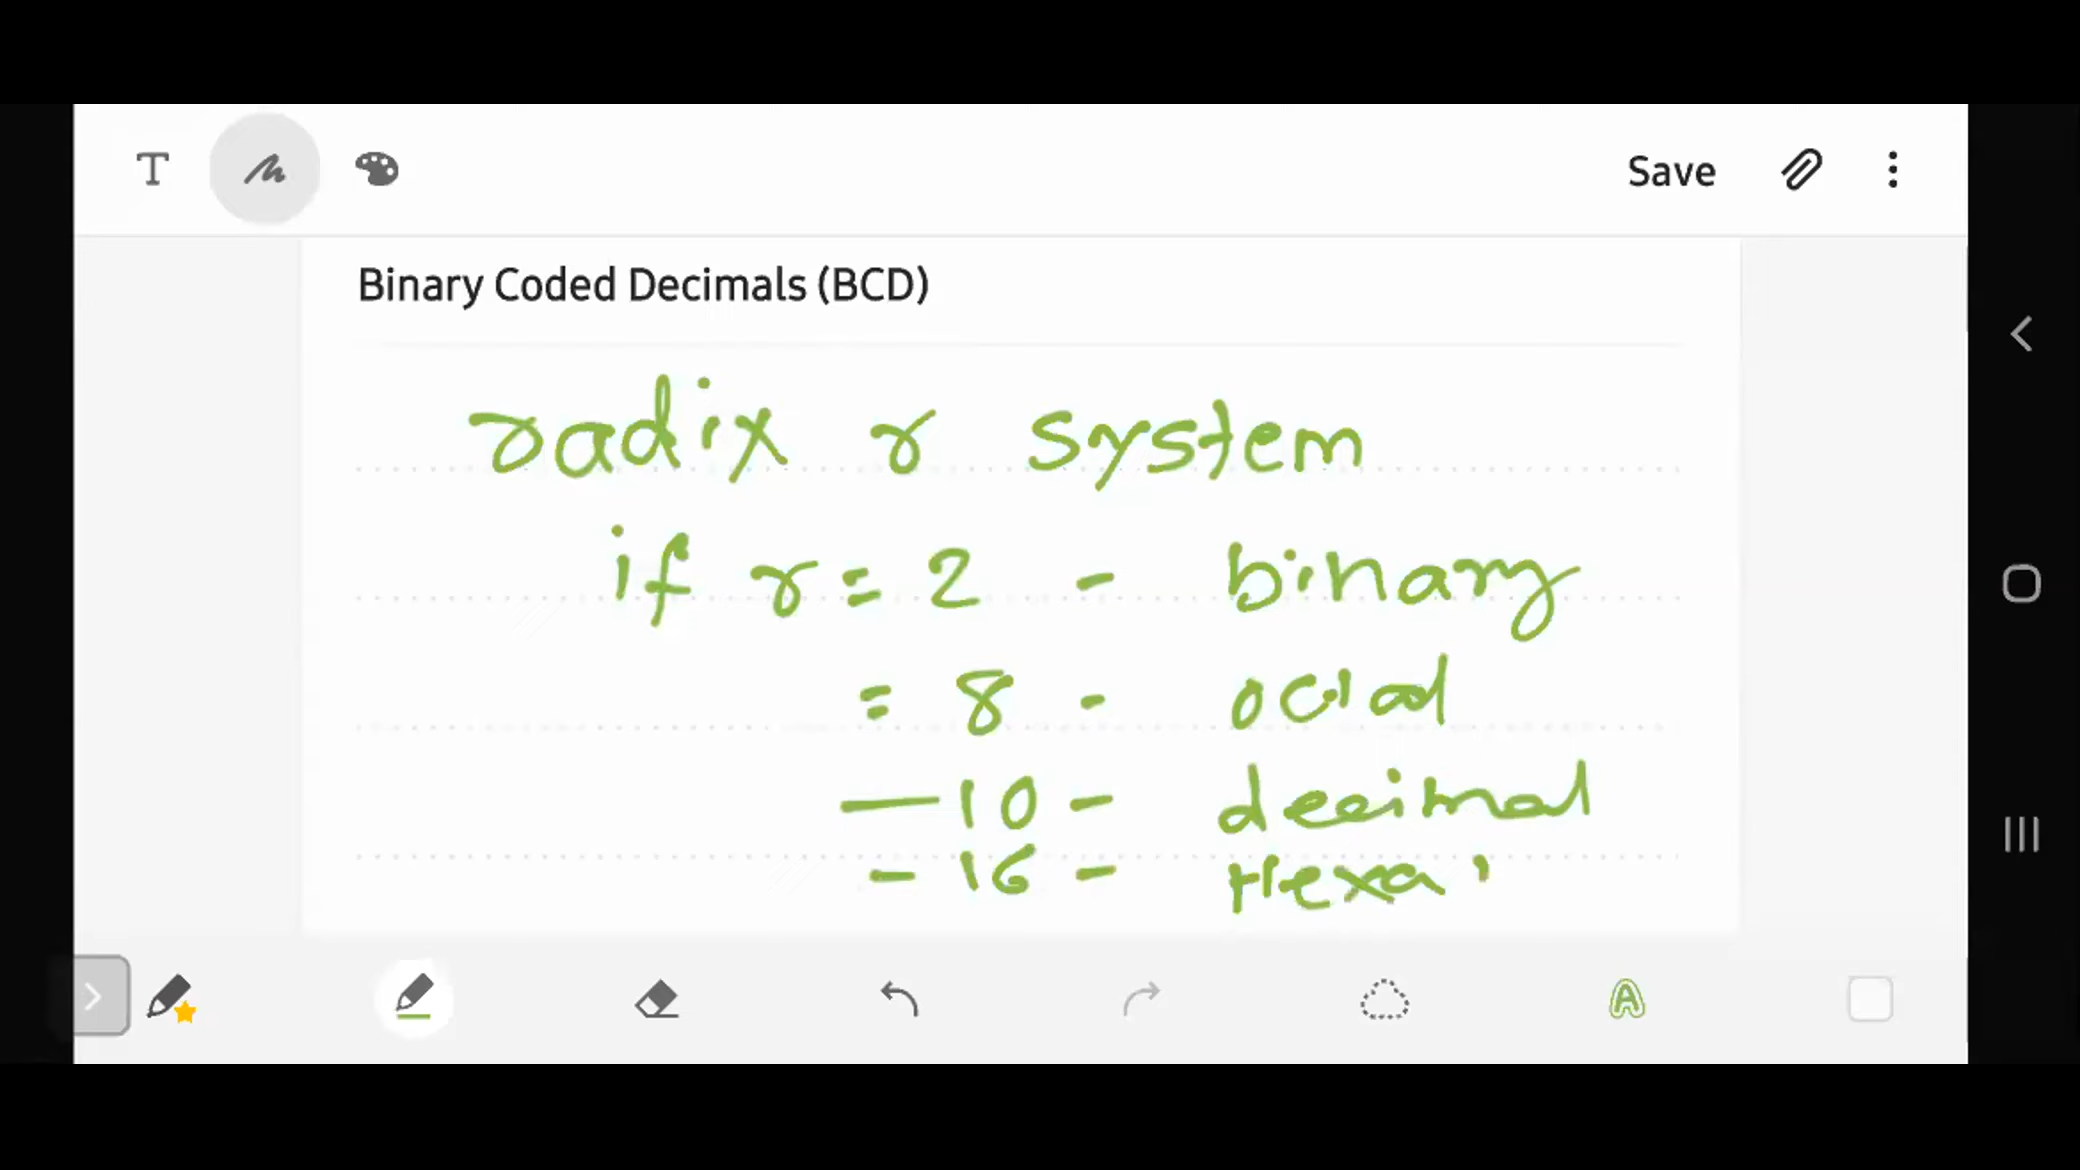 T Save
Binary Coded Decimals (BCD)
radix r system
if r = 2 - binary
= 8 - octal
— 10 - decimal
- 16 - Hexa '
A